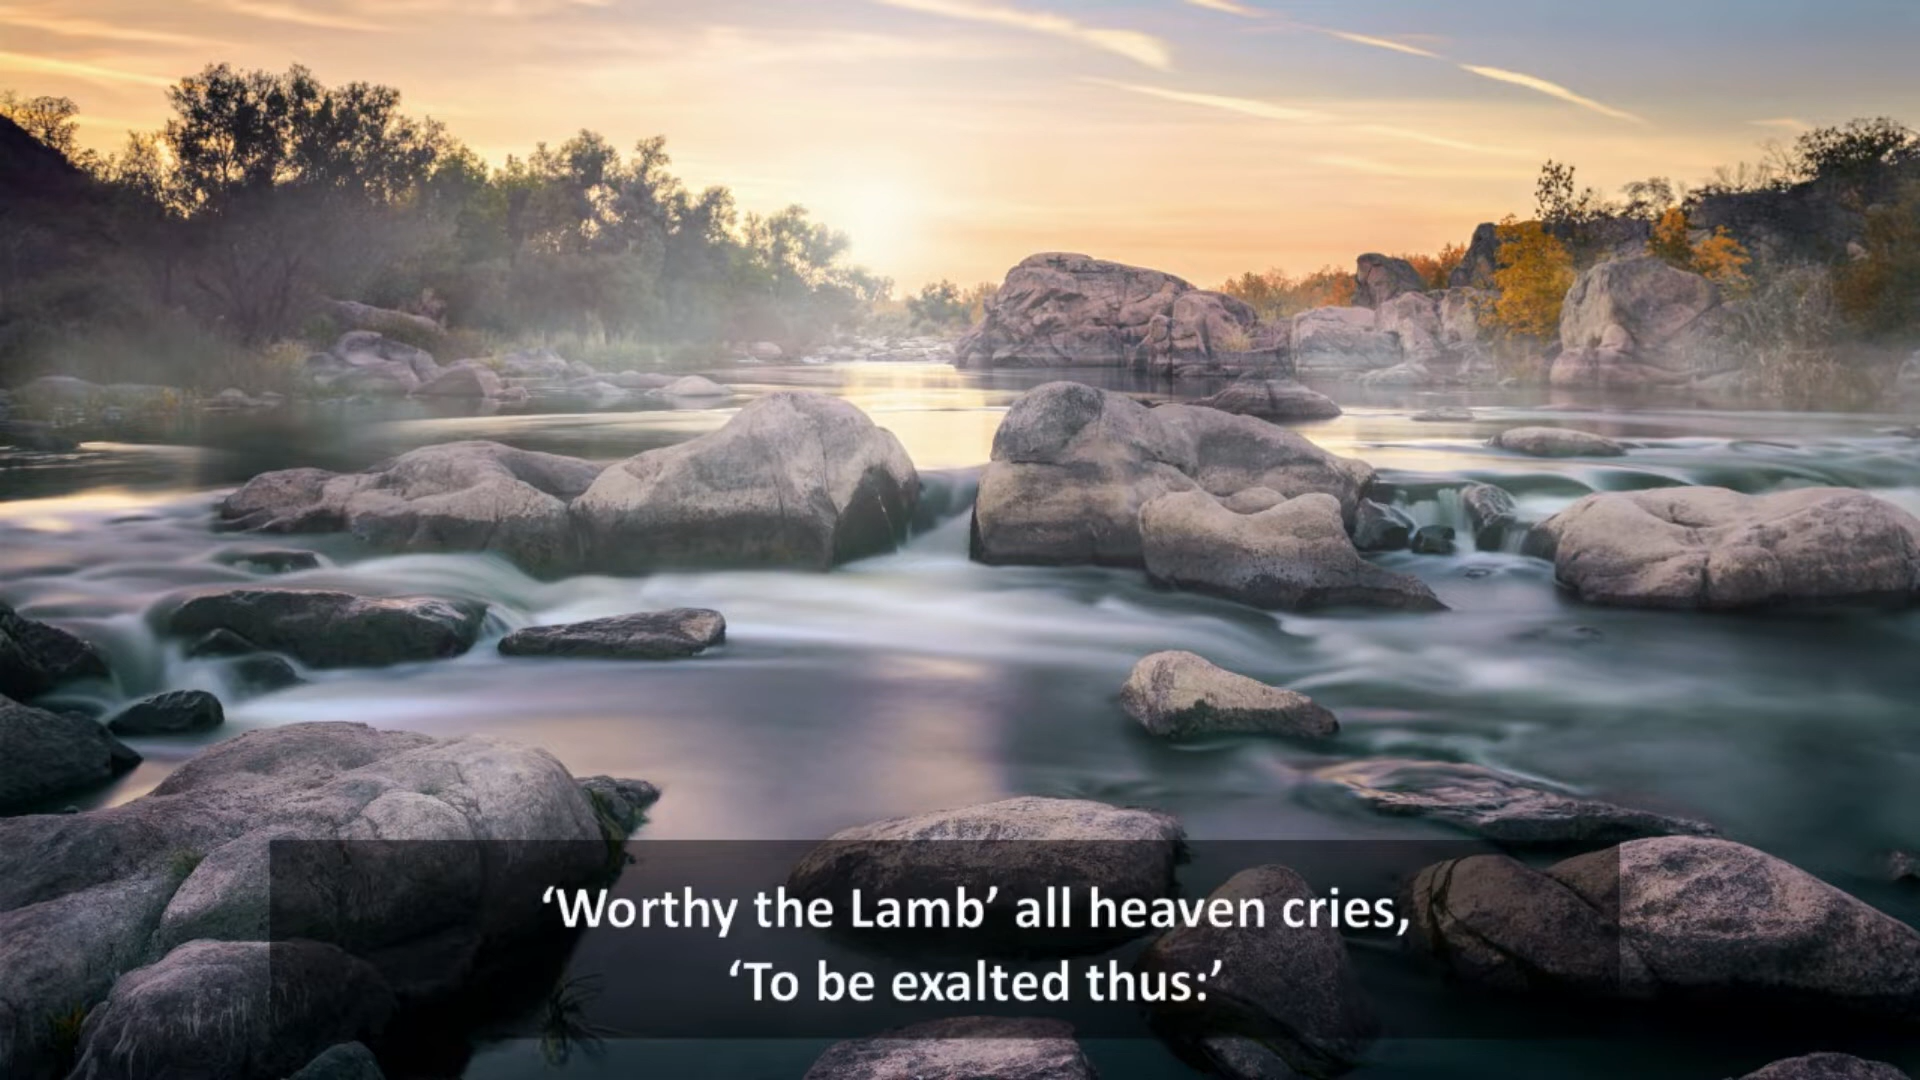 ‘Worthy the Lamb’ all heaven cries,
‘To be exalted thus:’